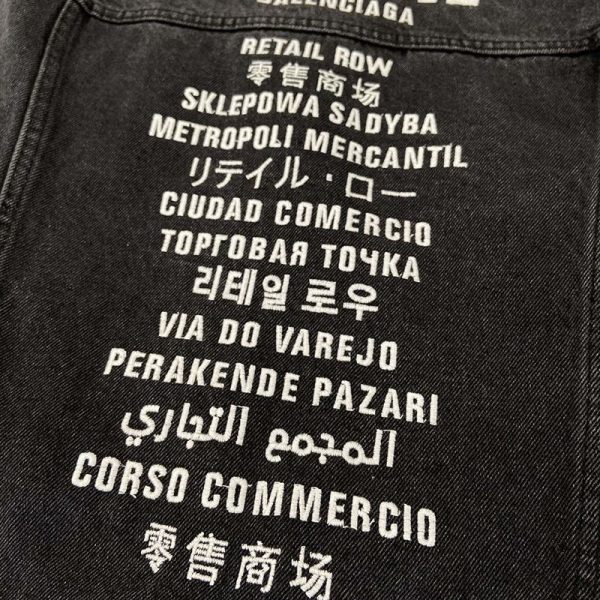 BALENCIAGA
RETAIL ROW
零售商场
SKLEPOWA SADYBA
METROPOLI MERCANTIL
リテイル・ロー
CIUDAD COMERCIO
ТОРГОВАЯ ТОЧКА
리테일 로우
VIA DO VAREJO
PERAKENDE PAZARI
المجمع التجاري
CORSO COMMERCIO
零售商场